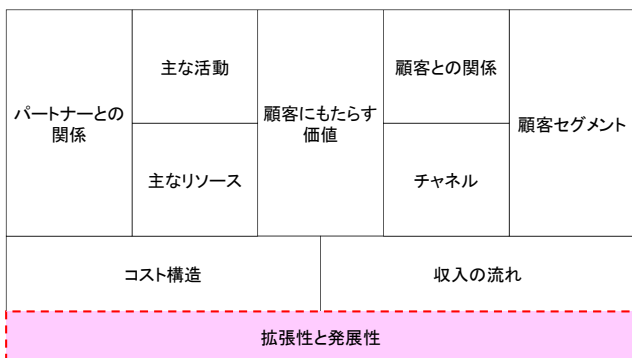 パートナーとの
関係
主な活動
主なリソース
顧客にもたらす
価値
顧客との関係
チャネル
顧客セグメント
コスト構造
収入の流れ
拡張性と発展性